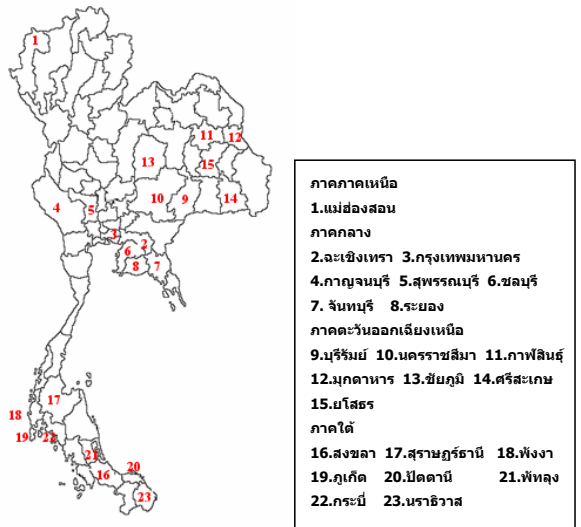 1
11
12
13
15
4
5
10
9
14
3
2
6
8
7
17
18
19
22
21
20
16
23
ภาคภาคเหนือ
1.แม่ฮ่องสอน
ภาคกลาง
2.ฉะเชิงเทรา 3.กรุงเทพมหานคร
4.กาญจนบุรี 5.สุพรรณบุรี 6.ชลบุรี
7. จันทบุรี 8.ระยอง
ภาคตะวันออกเฉียงเหนือ
9.บุรีรัมย์ 10.นครราชสีมา 11.กาฬสินธุ์
12.มุกดาหาร 13.ชัยภูมิ 14.ศรีสะเกษ
15.ยโสธร
ภาคใต้
16.สงขลา 17.สุราษฎร์ธานี 18.พังงา
19.ภูเก็ต 20.ปัตตานี 21.พัทลุง
22.กระบี่ 23.นราธิวาส